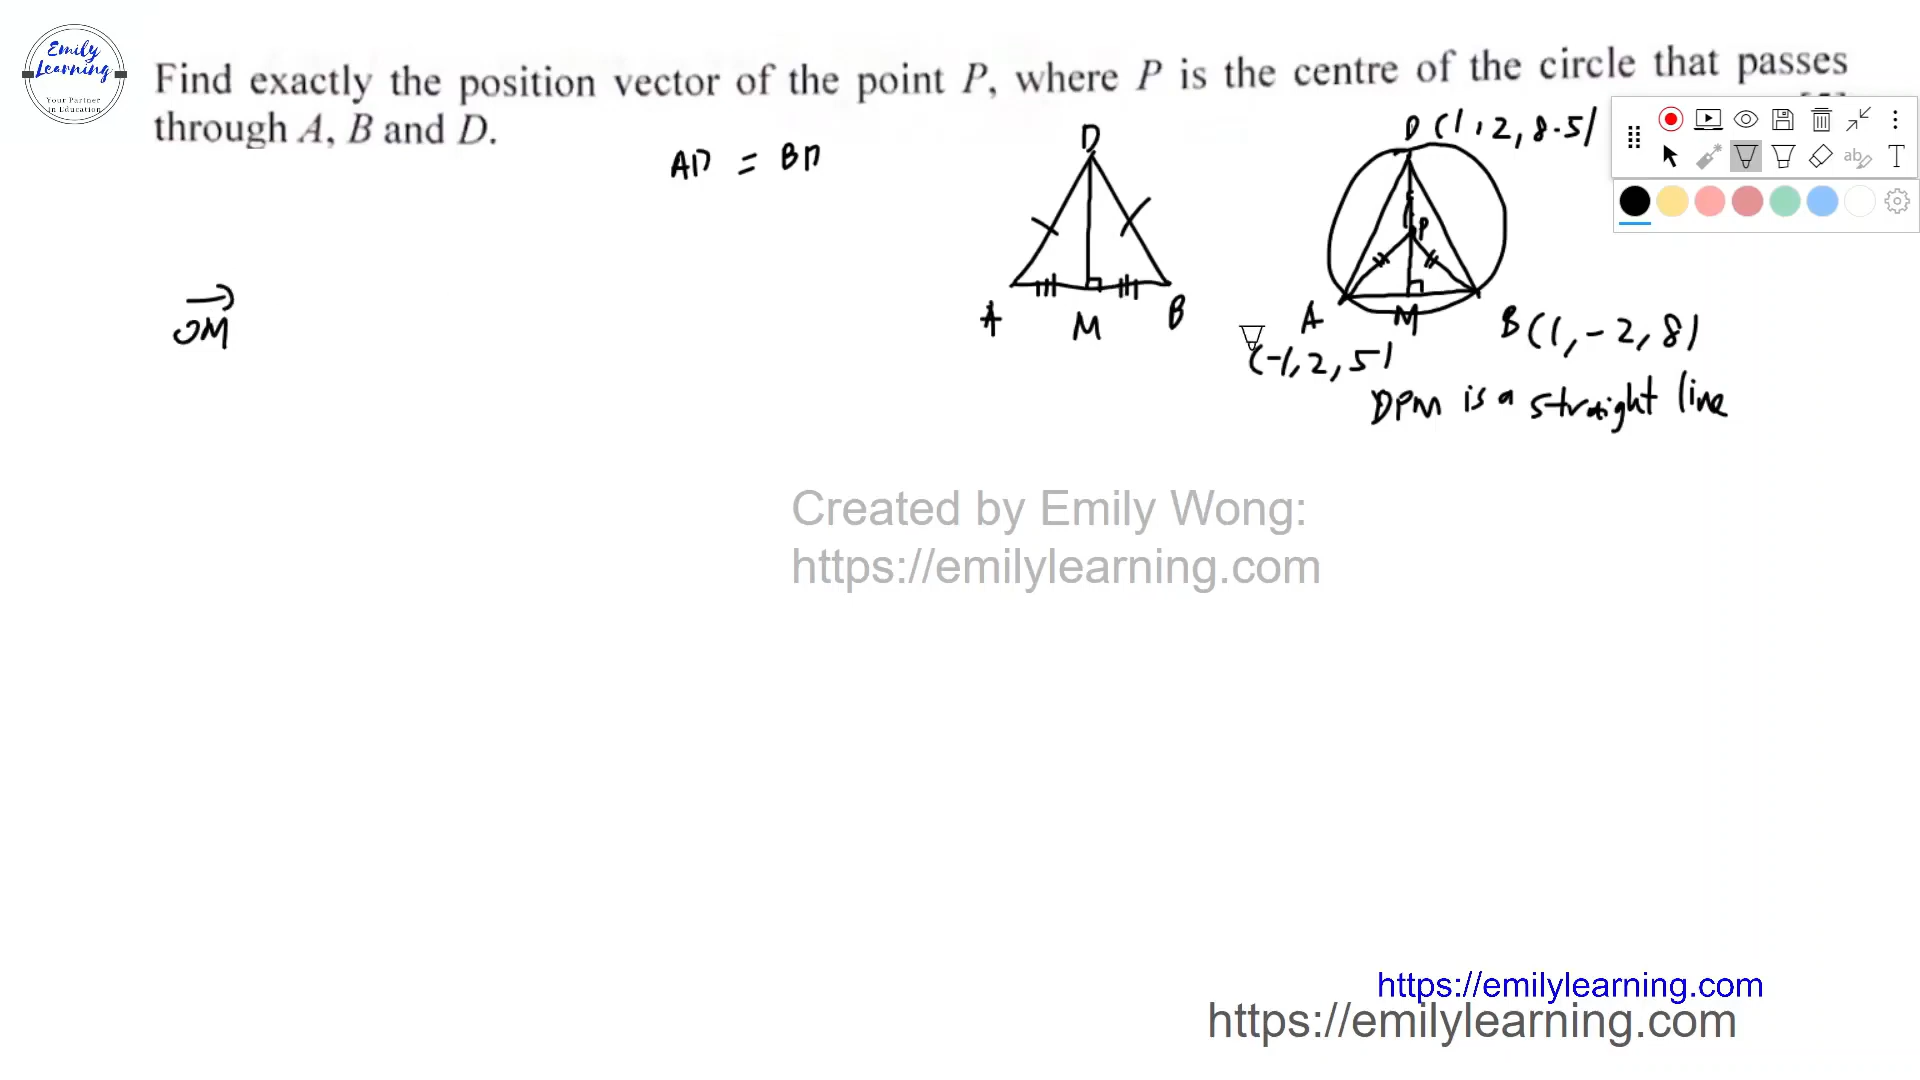 Emily
Learning
Your Partner
in Education
Find exactly the position vector of the point P, where P is the centre of the circle that passes
through A, B and D.
AD = BD
D
A M B
D (1, 2, 8.5)
P
A M B (1, -2, 8)
(-1, 2, 5)
DPM is a straight line
OM
ab
T
Created by Emily Wong:
https://emilylearning.com
https://emilylearning.com
https://emilylearning.com